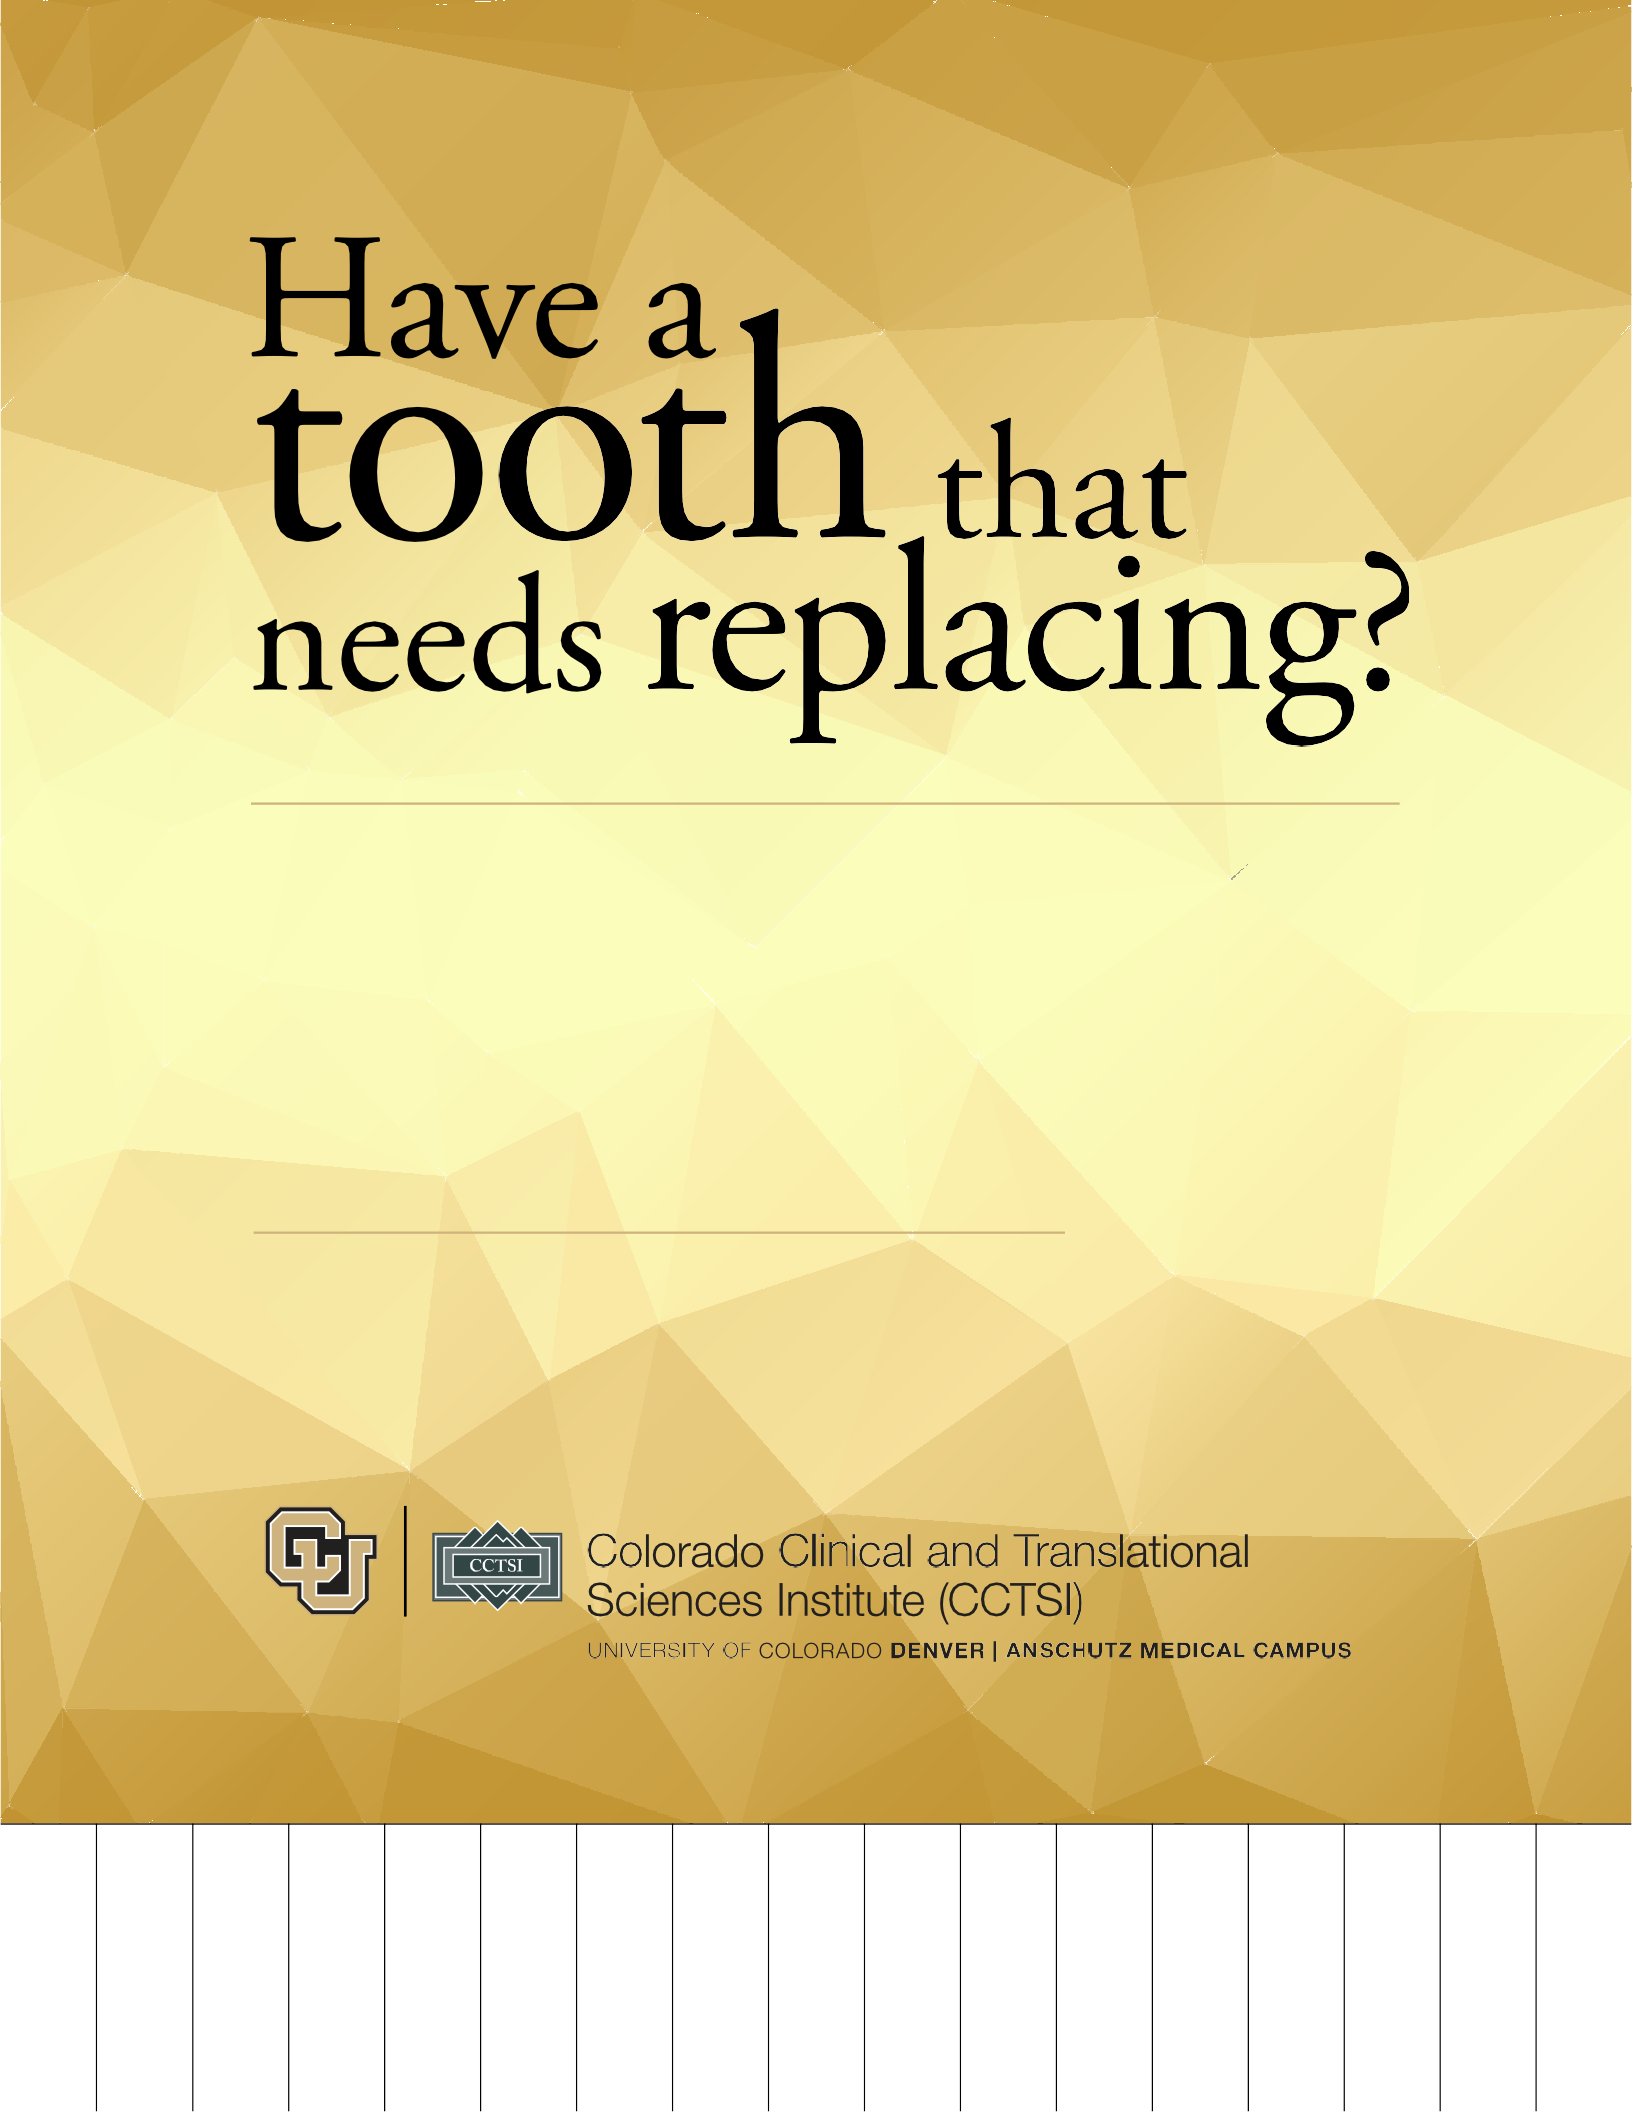 Have a
tooth that
needs replacing?
CU
CCTSI
Colorado Clinical and Translational
Sciences Institute (CCTSI)
UNIVERSITY OF COLORADO DENVER | ANSCHUTZ MEDICAL CAMPUS